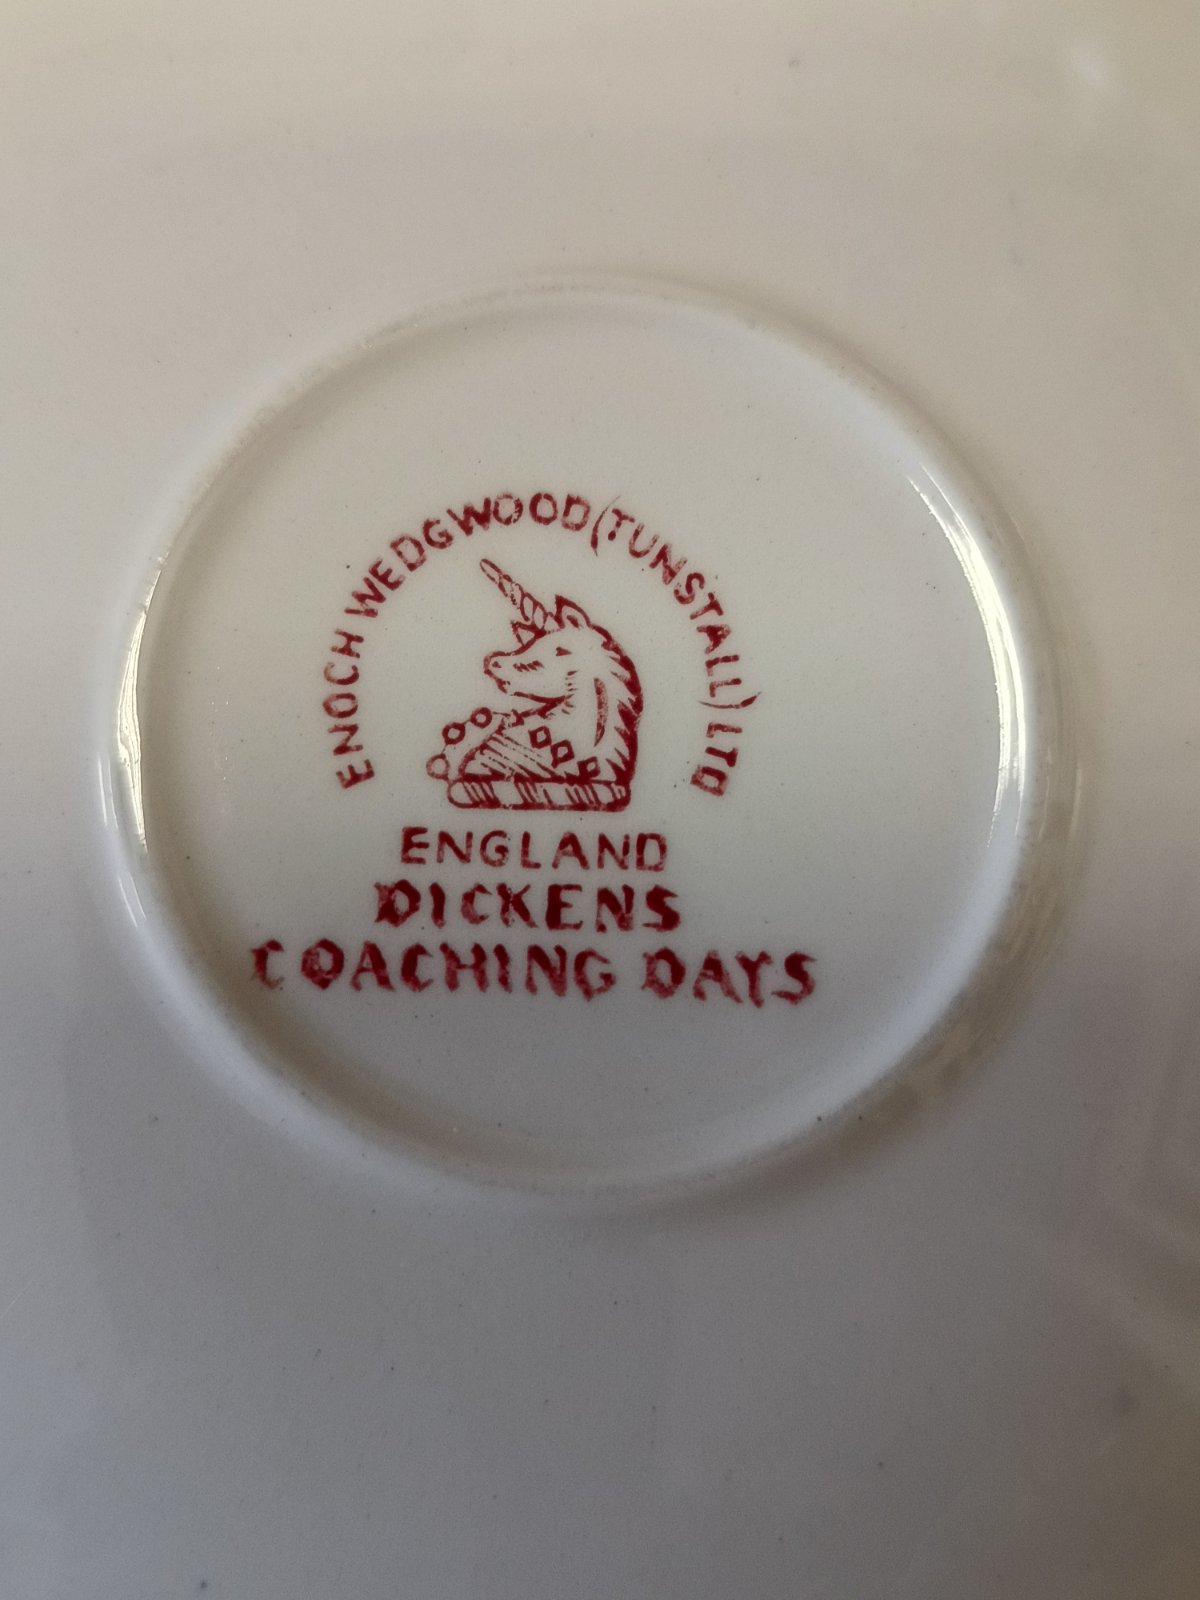 ENOCH WEDGWOOD (TUNSTALL) LTD
ENGLAND
DICKENS
COACHING DAYS